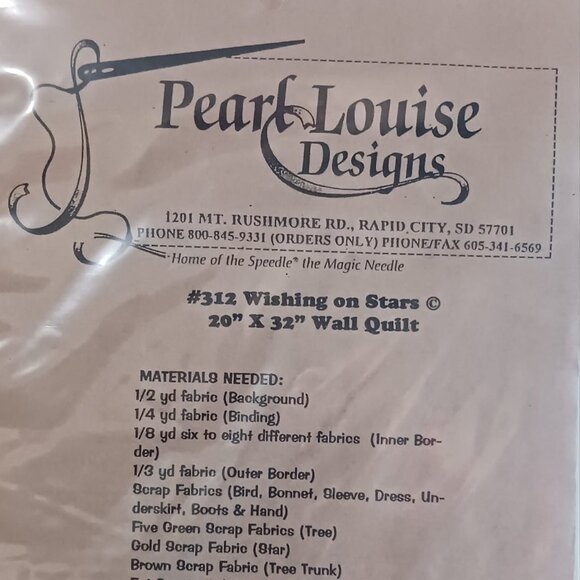 Pearl Louise
Designs
1201 MT. RUSHMORE RD., RAPID CITY, SD 57701
PHONE 800-845-9331 (ORDERS ONLY) PHONE/FAX 605-341-6569
Home of the Speedle® the Magic Needle
#312 Wishing on Stars ©
20" X 32" Wall Quilt
MATERIALS NEEDED:
1/2 yd fabric (Background)
1/4 yd fabric (Binding)
1/8 yd six to eight different fabrics (Inner Bor-
der)
1/3 yd fabric (Outer Border)
Scrap Fabrics (Bird, Bonnet, Sleeve, Dress, Un-
derskirt, Boots & Hand)
Five Green Scrap Fabrics (Tree)
Gold Scrap Fabric (Star)
Brown Scrap Fabric (Tree Trunk)